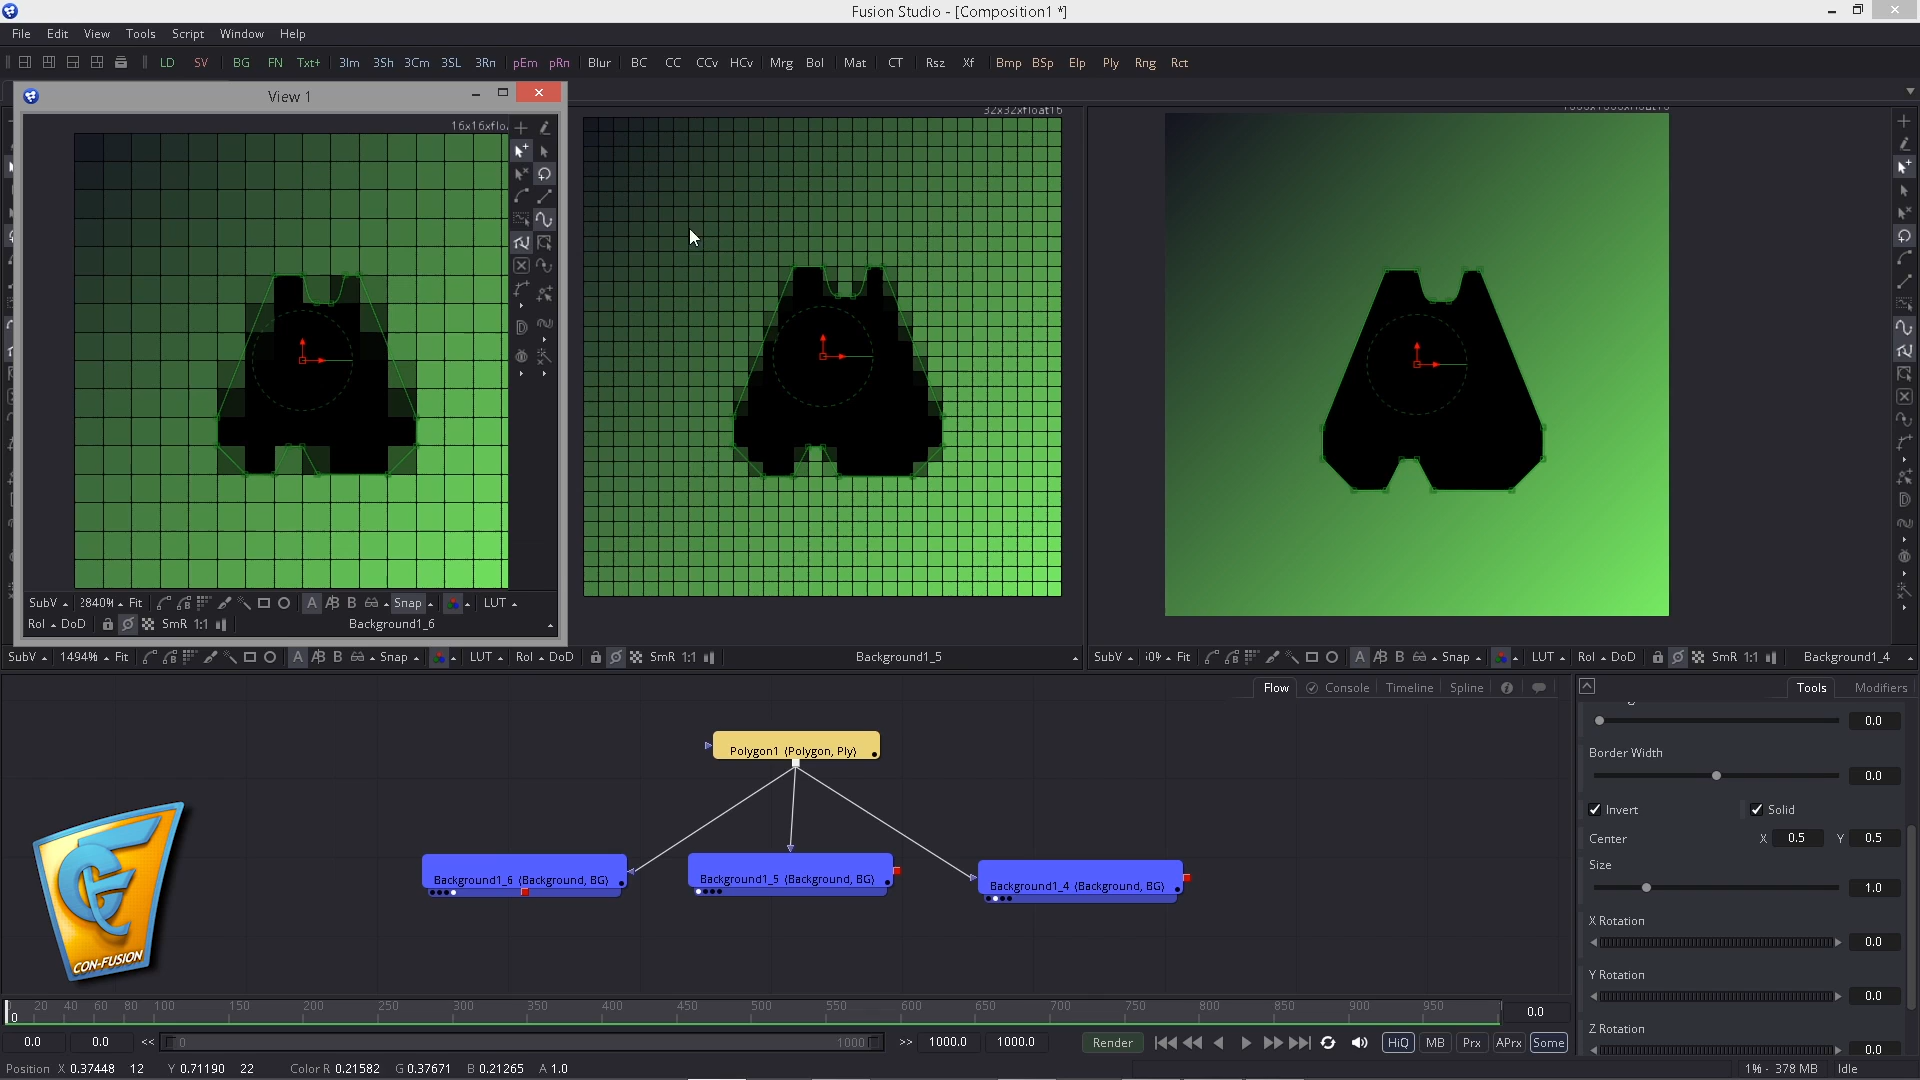 Fusion Studio - [Composition1 *]
File Edit View Tools Script Window Help
LD SV BG FN Txt+ 3Im 3Sh 3Cm 3SL 3Rn pEm pRn Blur BC CC CCv HCv Mrg Bol Mat CT Rsz Xf Bmp BSp Elp Ply Rng Rct
View 1
16x16xflo
32x32xfloat16
SubV 2840% Fit A A/B B Snap LUT
RoI DoD SmR 1:1 Background1_6
SubV 1494% Fit A A/B B Snap LUT RoI DoD SmR 1:1 Background1_5
SubV 50% Fit A A/B B Snap LUT RoI DoD SmR 1:1 Background1_4
Flow Console Timeline Spline
Tools Modifiers
Polygon1 (Polygon, Ply)
Background1_6 (Background, BG)
Background1_5 (Background, BG)
Background1_4 (Background, BG)
CON-FUSION
0.0
Border Width
0.0
Invert Solid
Center X 0.5 Y 0.5
Size
1.0
X Rotation
0.0
Y Rotation
0.0
Z Rotation
0.0
0 20 40 60 80 100 150 200 250 300 350 400 450 500 550 600 650 700 750 800 850 900 950 0.0
0.0 0.0 << 0 1000 >> 1000.0 1000.0 Render HiQ MB Prx APrx Some
Position X 0.37448 12 Y 0.71190 22 Color R 0.21582 G 0.37671 B 0.21265 A 1.0 1% - 378 MB Idle